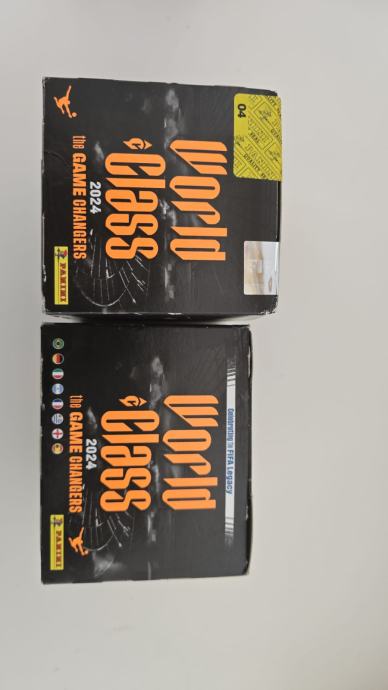 04
World
Class
2024
the GAME CHANGERS
PANINI
Celebrating the FIFA Legacy
World
Class
2024
the GAME CHANGERS
PANINI